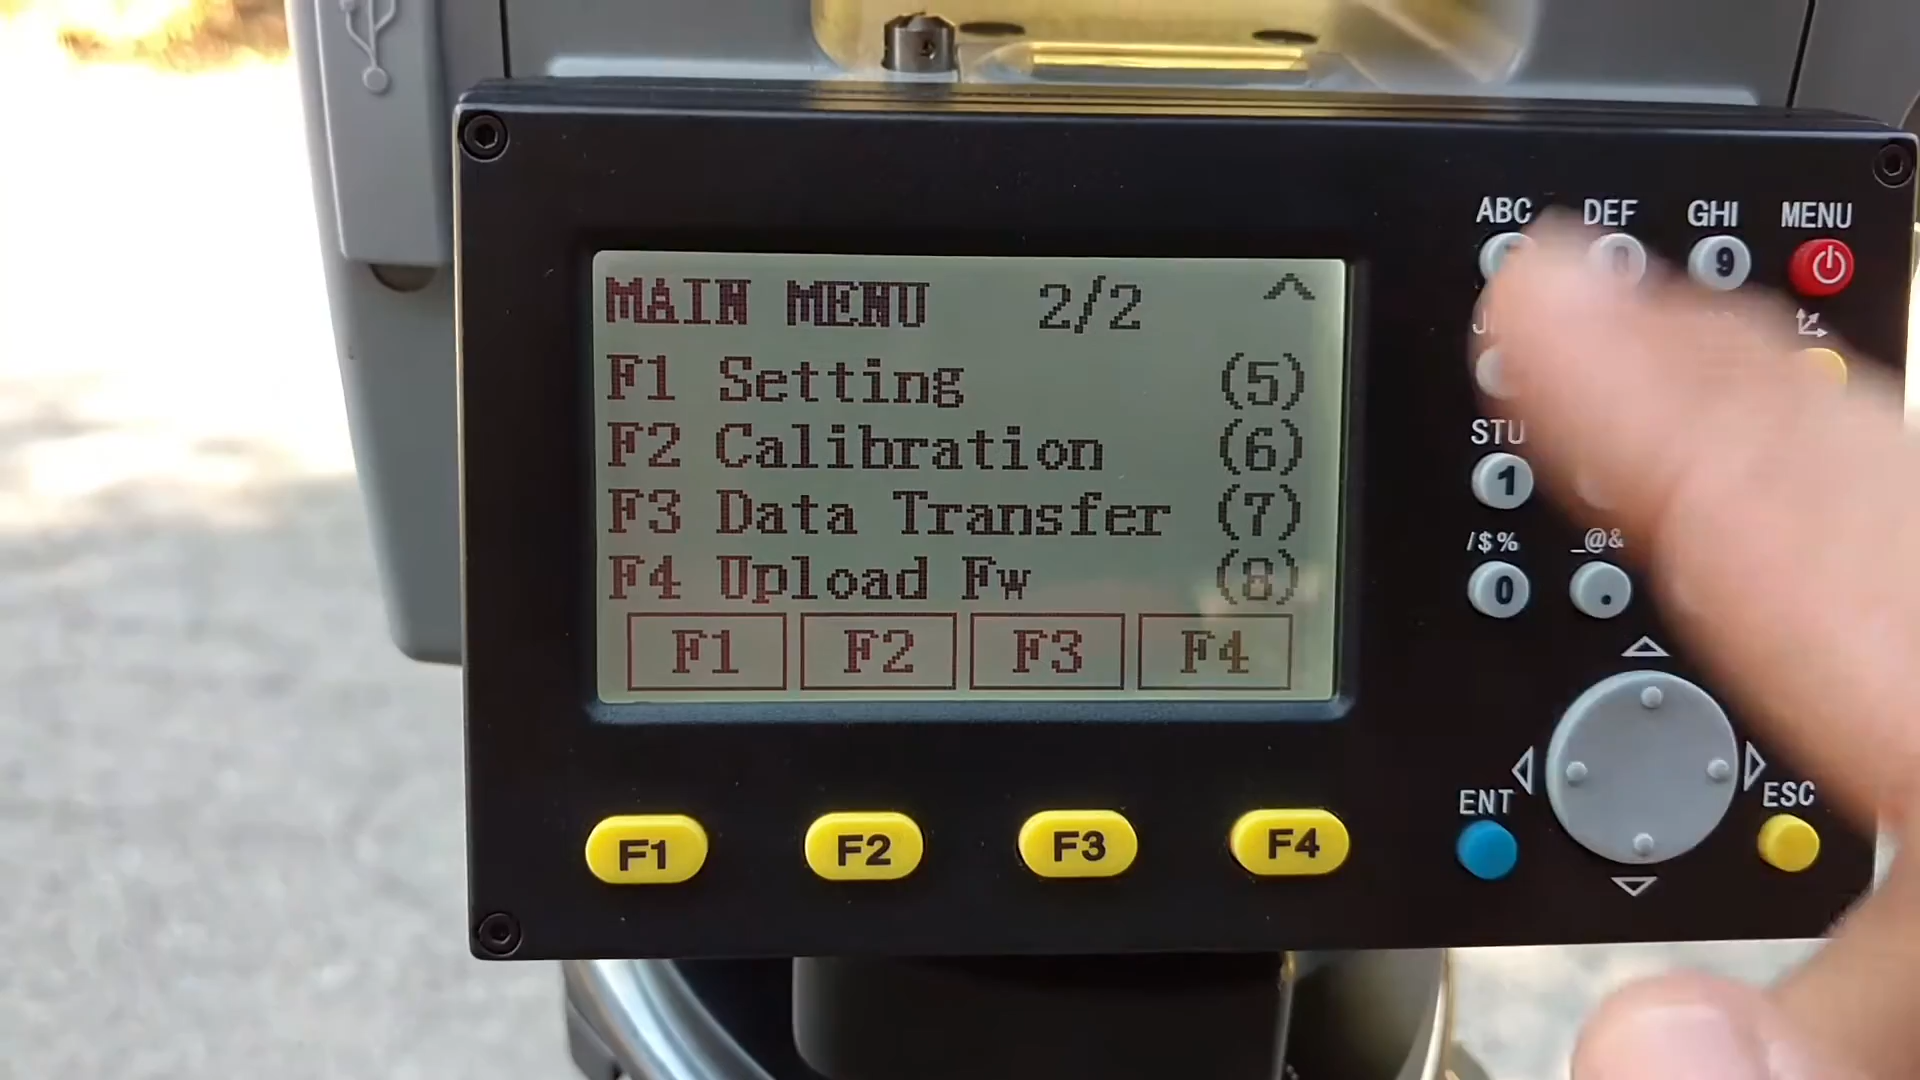 ABC DEF GHI MENU
9
MAIN MENU 2/2 ^
F1 Setting (5)
F2 Calibration (6)
F3 Data Transfer (7)
F4 Upload Fw (8)
F1 F2 F3 F4
STU
1
/$% _@&
0 .
ENT ESC
F1 F2 F3 F4